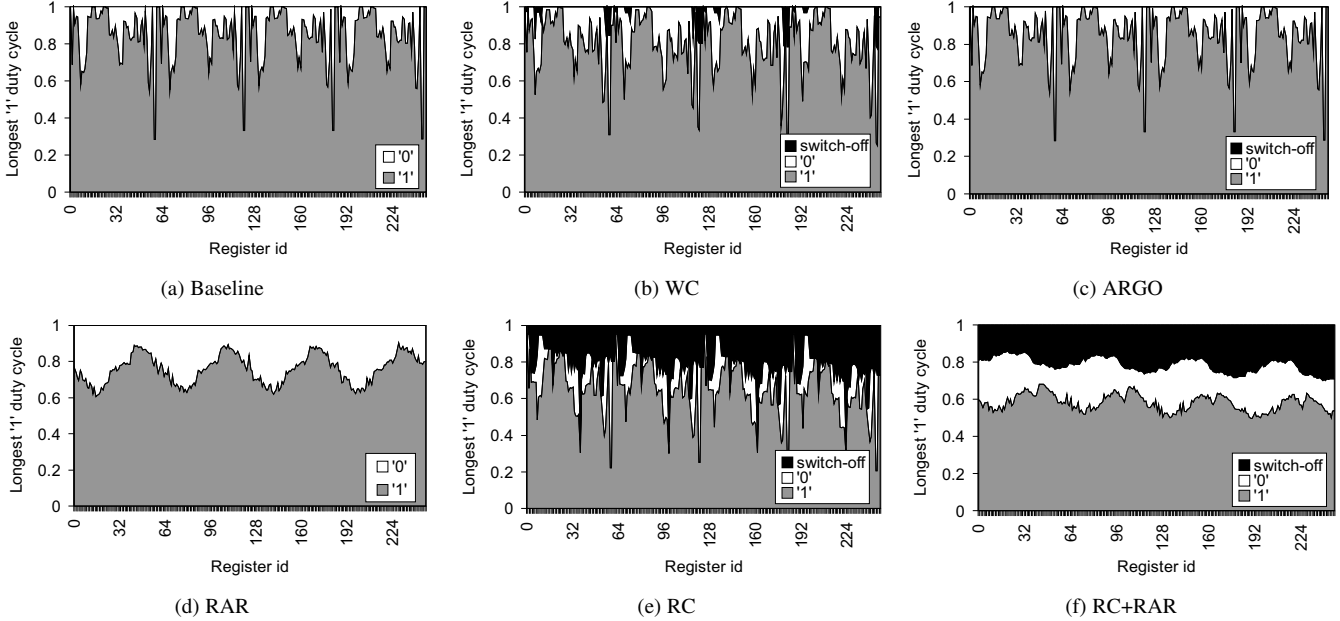 Longest '1' duty cycle
1
0.8
0.6
0.4
0.2
0
'0'
'1'
0 32 64 96 128 160 192 224
Register id
(a) Baseline
Longest '1' duty cycle
1
0.8
0.6
0.4
0.2
0
switch-off
'0'
'1'
0 32 64 96 128 160 192 224
Register id
(b) WC
Longest '1' duty cycle
1
0.8
0.6
0.4
0.2
0
switch-off
'0'
'1'
0 32 64 96 128 160 192 224
Register id
(c) ARGO
Longest '1' duty cycle
1
0.8
0.6
0.4
0.2
0
'0'
'1'
0 32 64 96 128 160 192 224
Register id
(d) RAR
Longest '1' duty cycle
1
0.8
0.6
0.4
0.2
0
switch-off
'0'
'1'
0 32 64 96 128 160 192 224
Register id
(e) RC
Longest '1' duty cycle
1
0.8
0.6
0.4
0.2
0
switch-off
'0'
'1'
0 32 64 96 128 160 192 224
Register id
(f) RC+RAR